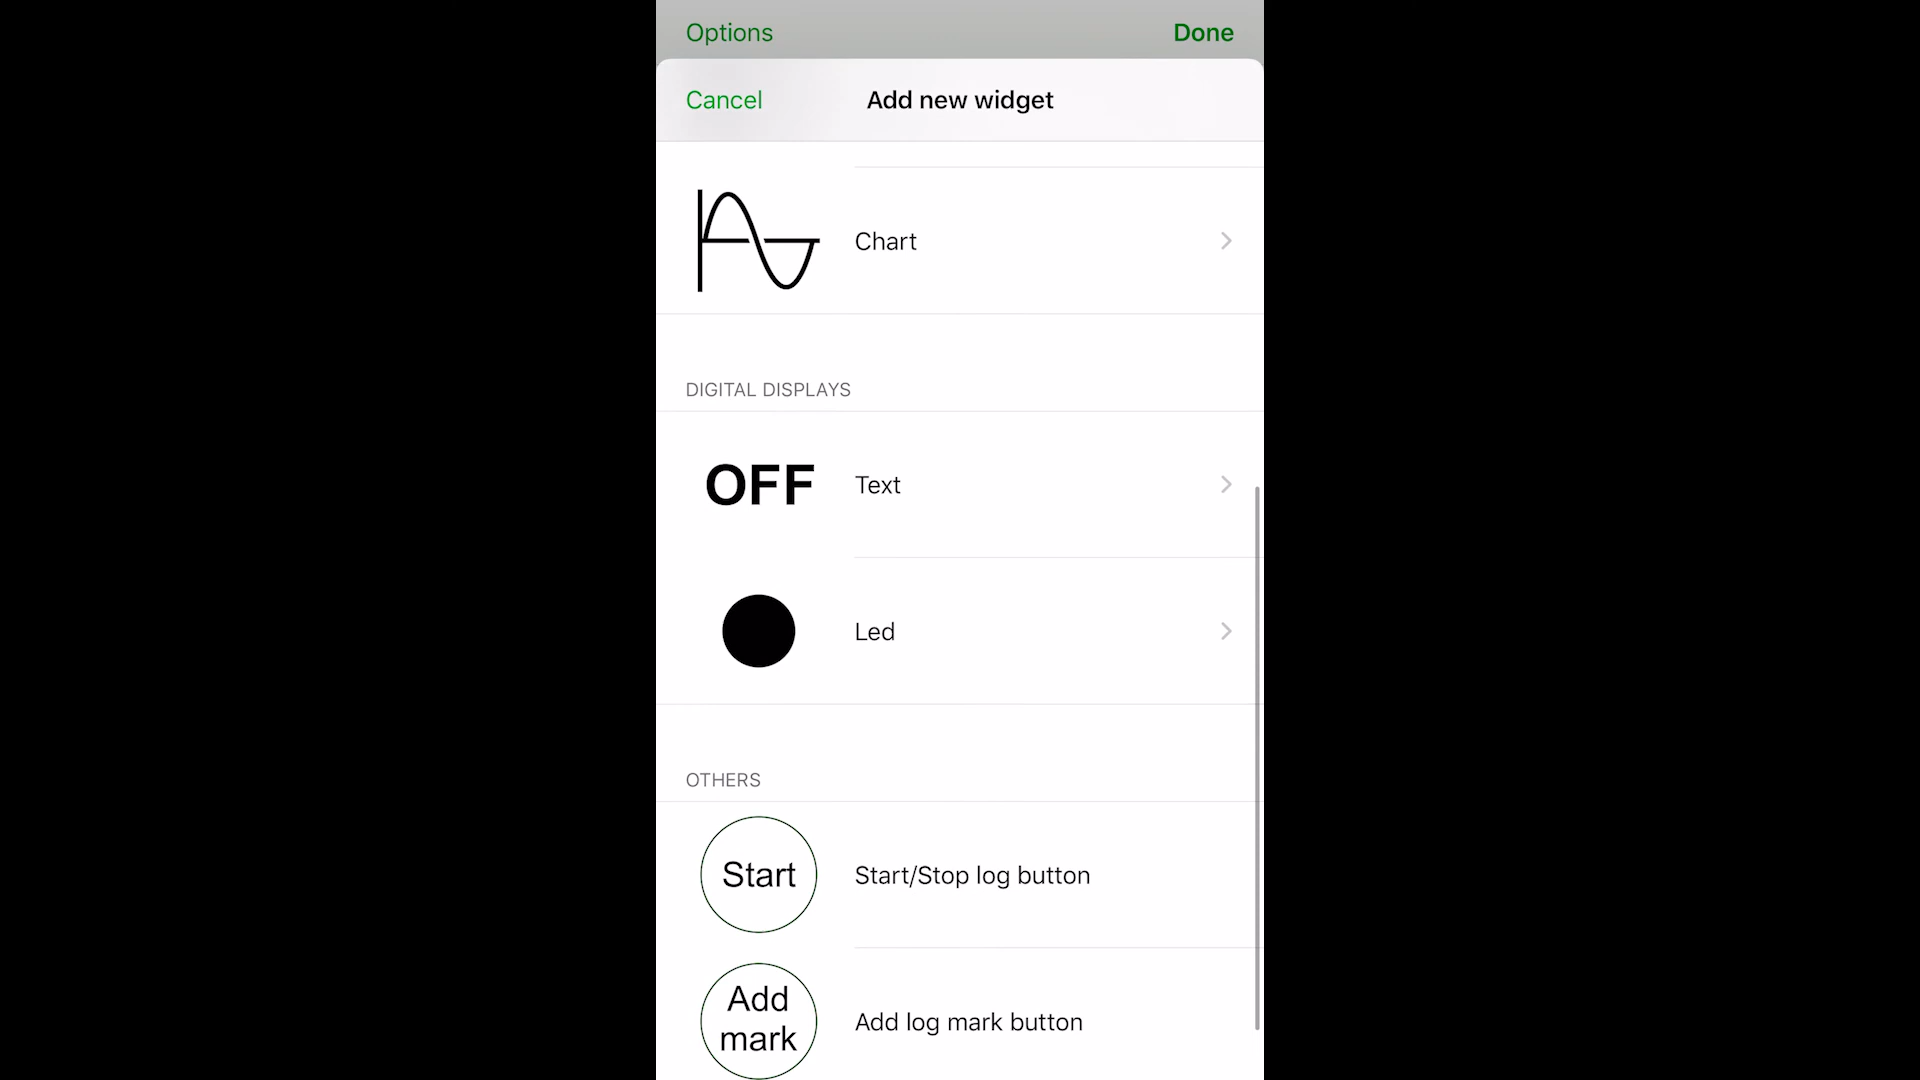 Options
Done
Cancel
Add new widget
Chart
DIGITAL DISPLAYS
OFF
Text
Led
OTHERS
Start
Start/Stop log button
Add
mark
Add log mark button